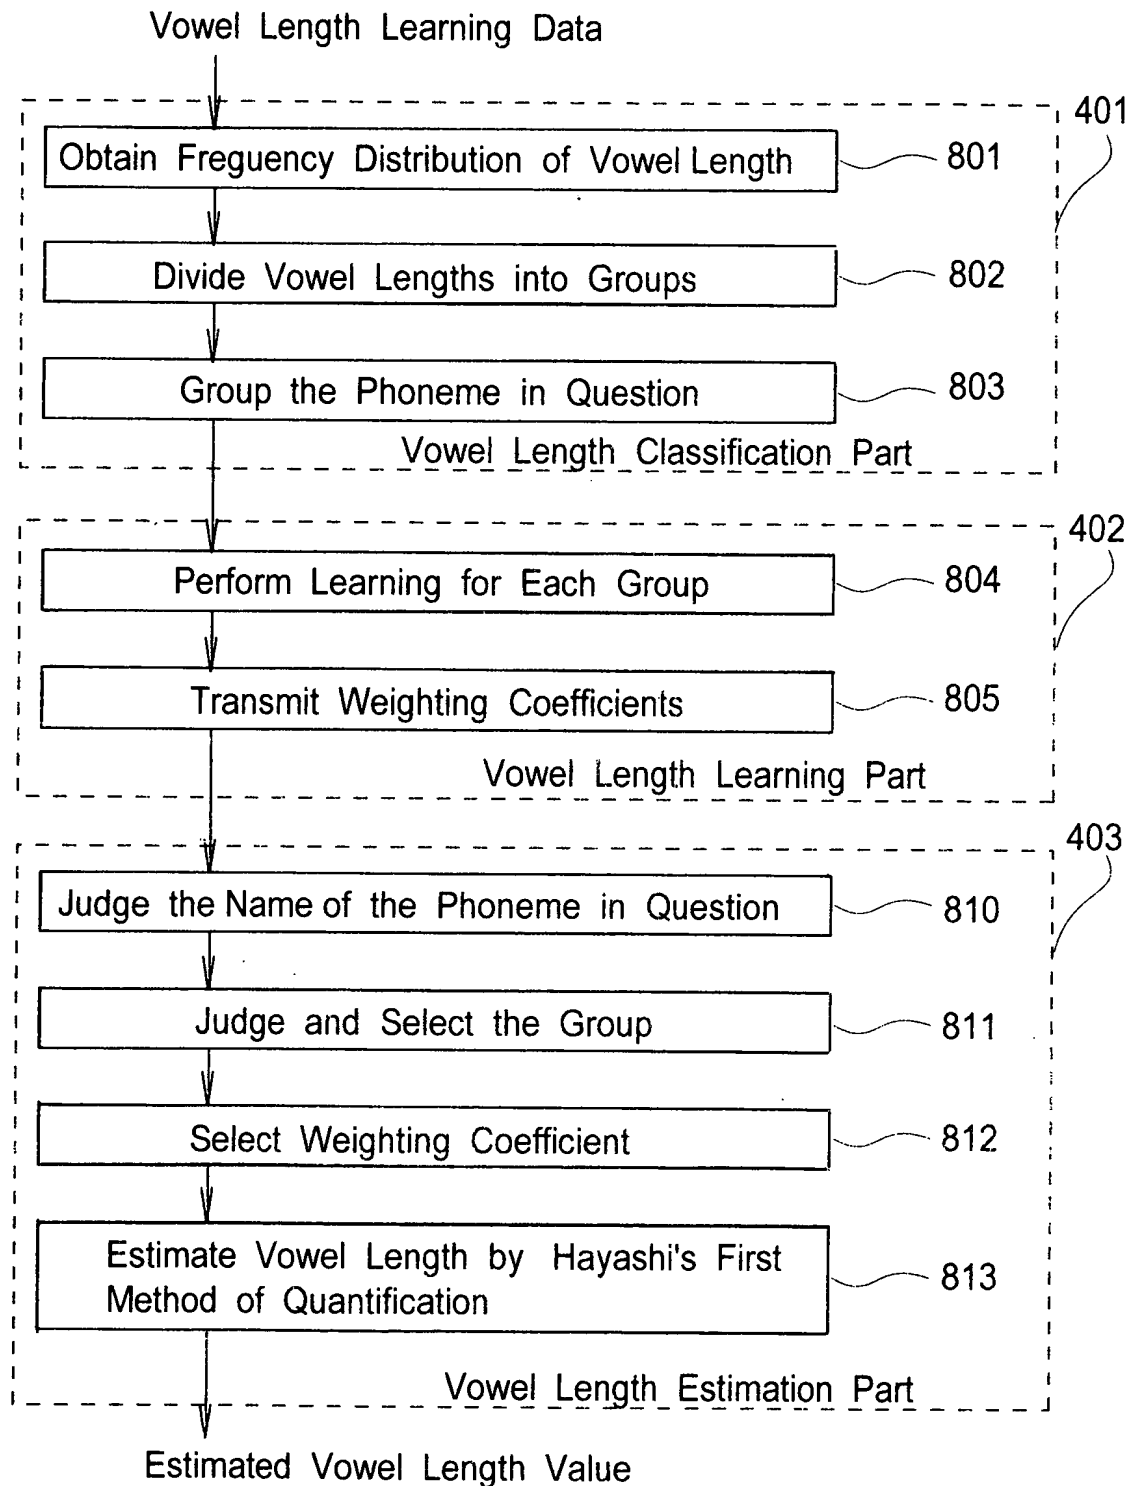 Vowel Length Learning Data
401
Obtain Freguency Distribution of Vowel Length
801
Divide Vowel Lengths into Groups
802
Group the Phoneme in Question
803
Vowel Length Classification Part
402
Perform Learning for Each Group
804
Transmit Weighting Coefficients
805
Vowel Length Learning Part
403
Judge the Name of the Phoneme in Question
810
Judge and Select the Group
811
Select Weighting Coefficient
812
Estimate Vowel Length by Hayashi's First
Method of Quantification
813
Vowel Length Estimation Part
Estimated Vowel Length Value